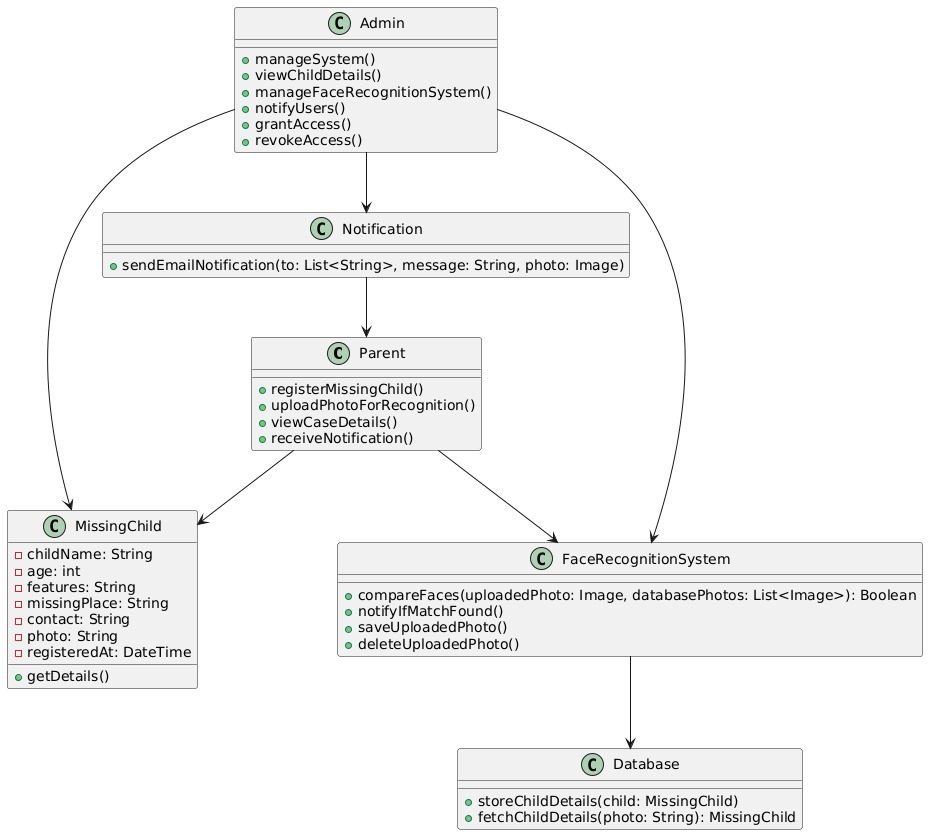 C Admin
manageSystem()
viewChildDetails()
manageFaceRecognitionSystem()
notifyUsers()
grantAccess()
revokeAccess()
C Notification
sendEmailNotification(to: List<String>, message: String, photo: Image)
C Parent
registerMissingChild()
uploadPhotoForRecognition()
viewCaseDetails()
receiveNotification()
C MissingChild
childName: String
age: int
features: String
missingPlace: String
contact: String
photo: String
registeredAt: DateTime
getDetails()
C FaceRecognitionSystem
compareFaces(uploadedPhoto: Image, databasePhotos: List<Image>): Boolean
notifyIfMatchFound()
saveUploadedPhoto()
deleteUploadedPhoto()
C Database
storeChildDetails(child: MissingChild)
fetchChildDetails(photo: String): MissingChild